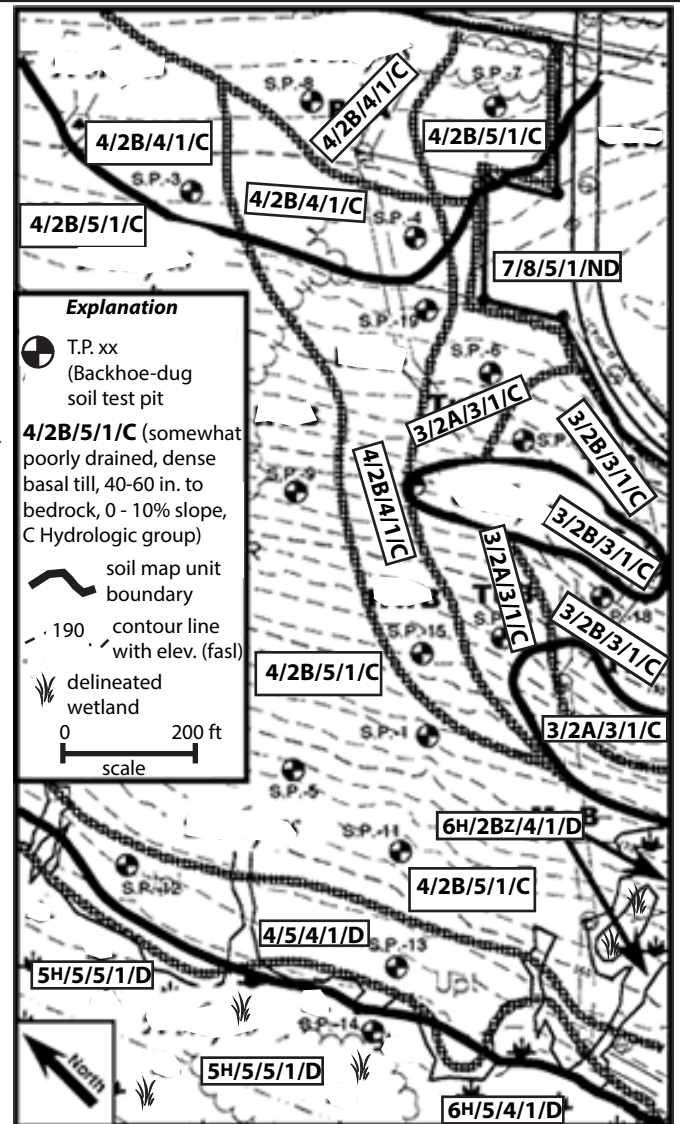 S.P.-8
S.P.-7
4/2B/4/1/C
4/2B/5/1/C
4/2B/4/1/C
S.P.-3
4/2B/4/1/C
4/2B/5/1/C
S.P.-4
7/8/5/1/ND
Explanation
T.P. xx
(Backhoe-dug
soil test pit
4/2B/5/1/C (somewhat
poorly drained, dense
basal till, 40-60 in. to
bedrock, 0 - 10% slope,
C Hydrologic group)
soil map unit
boundary
190 contour line
with elev. (fasl)
delineated
wetland
0 200 ft
scale
S.P.-19
S.P.-6
3/2A/3/1/C
3/2B/3/1/C
S.P.
S.P.-9
4/2B/4/1/C
3/2B/3/1/C
3/2A/3/1/C
3/2B/3/1/C
S.P.-15
4/2B/5/1/C
3/2A/3/1/C
S.P.-1
S.P.-5
6H/2BZ/4/1/D
S.P.-11
4/2B/5/1/C
S.P.-12
4/5/4/1/D
S.P.-13
5H/5/5/1/D
S.P.-14
5H/5/5/1/D
6H/5/4/1/D
North